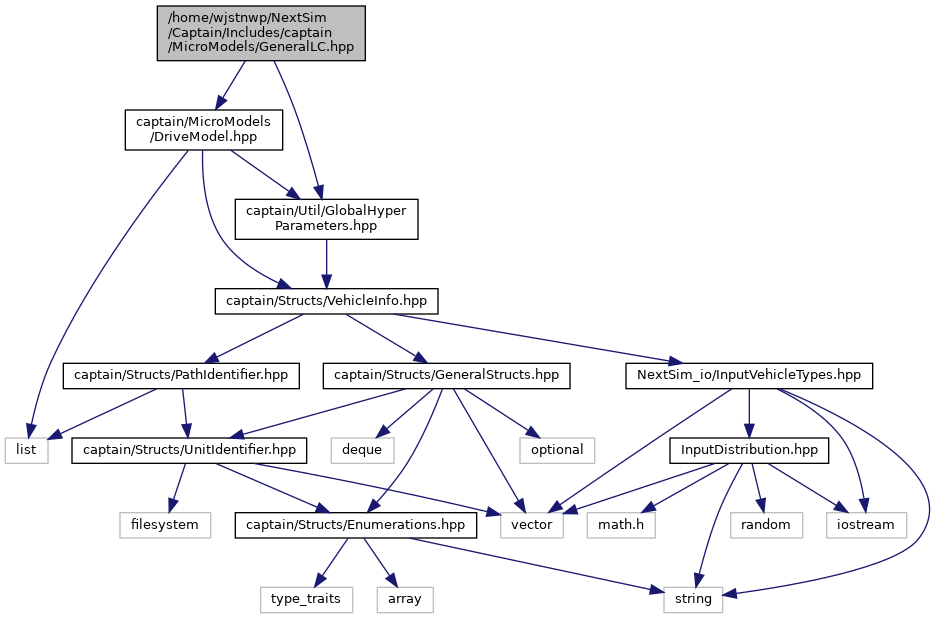 /home/wjstnwp/NextSim
/Captain/Includes/captain
/MicroModels/GeneralLC.hpp
captain/MicroModels
/DriveModel.hpp
captain/Util/GlobalHyper
Parameters.hpp
captain/Structs/VehicleInfo.hpp
captain/Structs/PathIdentifier.hpp
captain/Structs/GeneralStructs.hpp
NextSim_io/InputVehicleTypes.hpp
list
captain/Structs/UnitIdentifier.hpp
deque
optional
InputDistribution.hpp
filesystem
captain/Structs/Enumerations.hpp
vector
math.h
random
iostream
type_traits
array
string